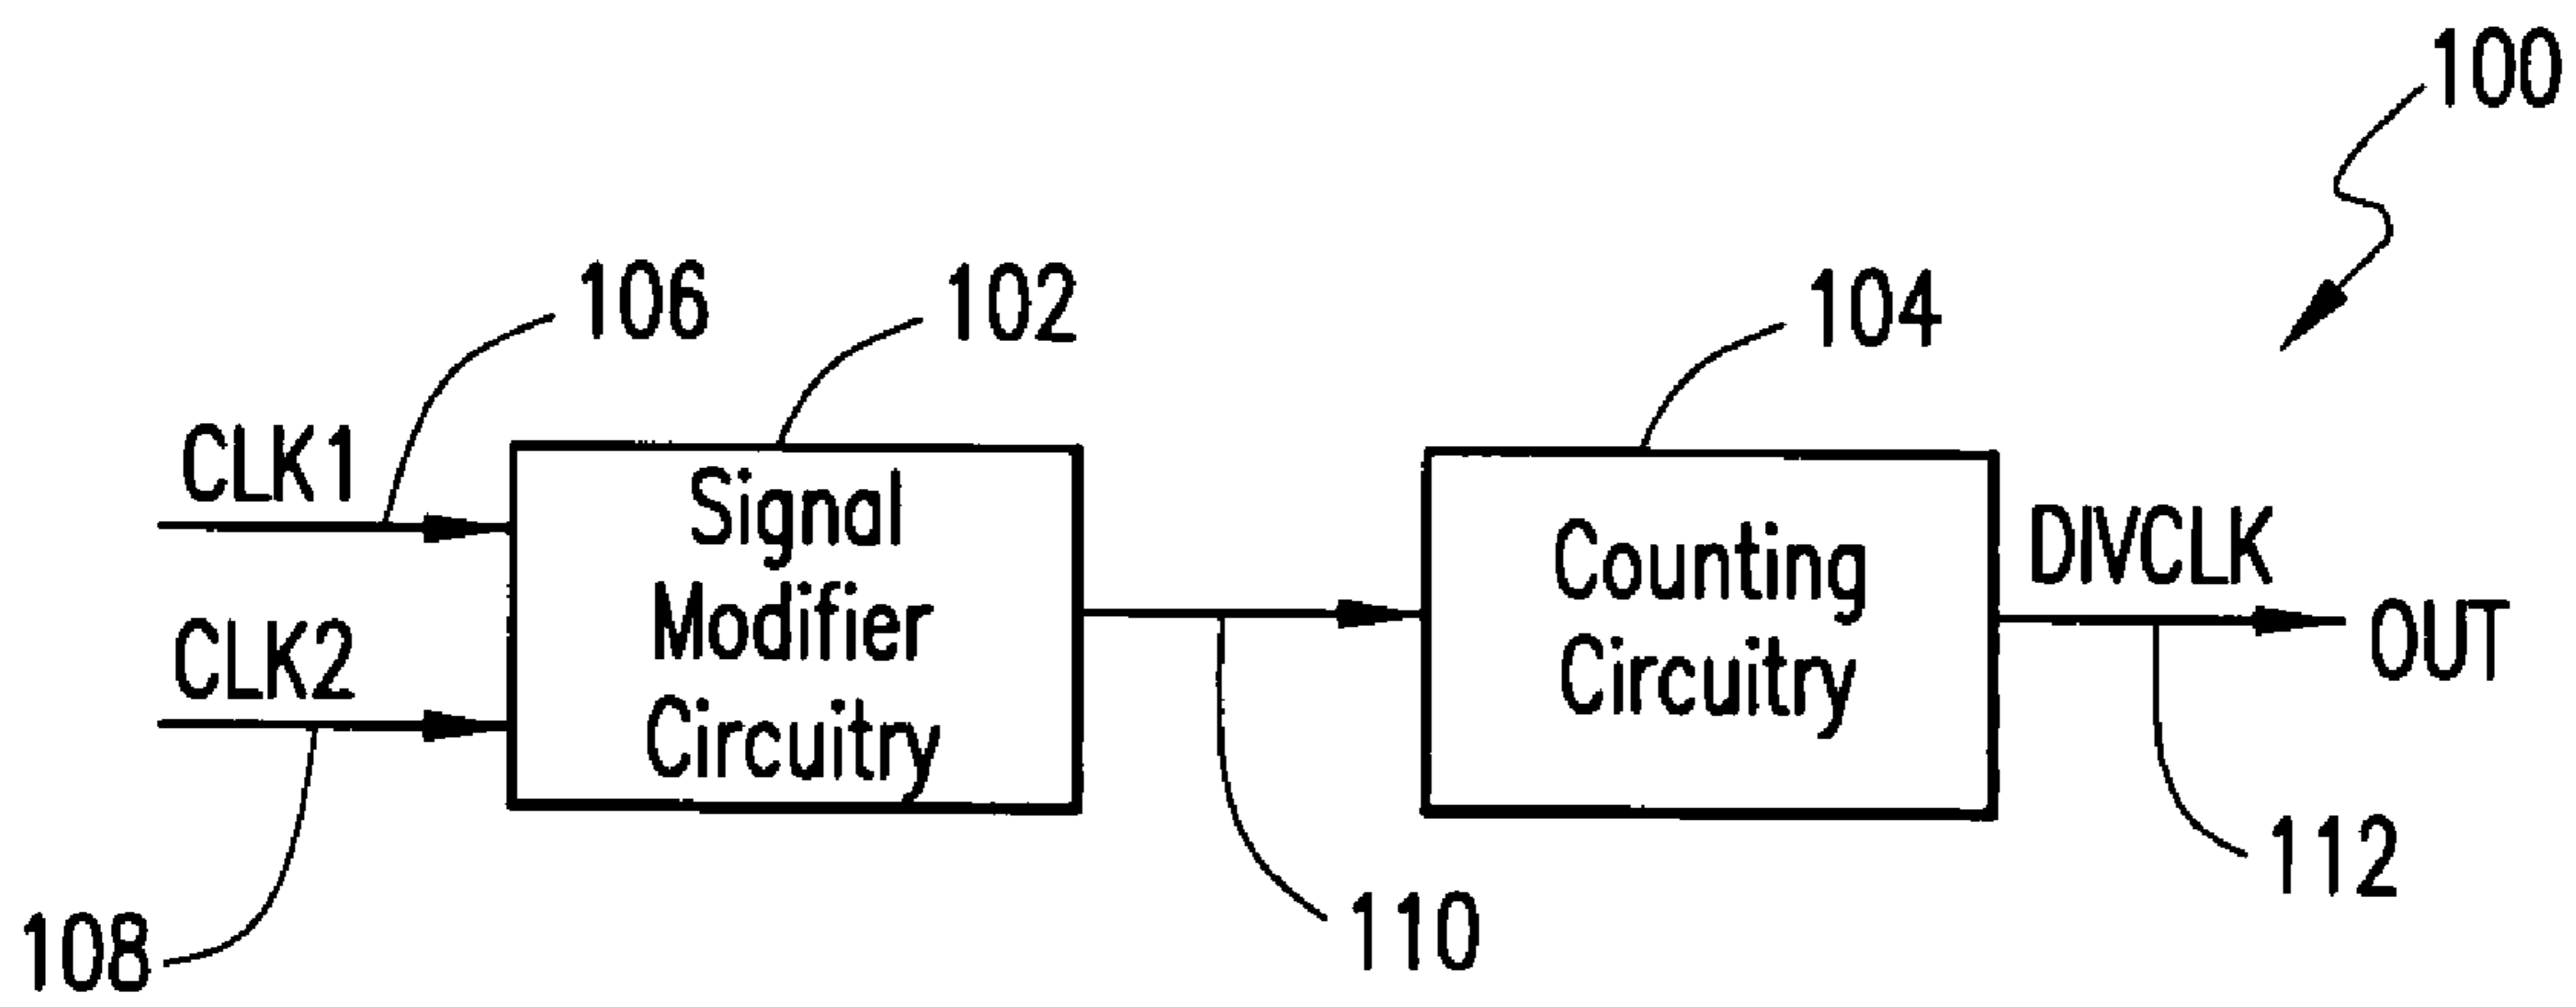 100
106
102
104
CLK1
CLK2
Signal
Modifier
Circuitry
Counting
Circuitry
DIVCLK
OUT
108
110
112